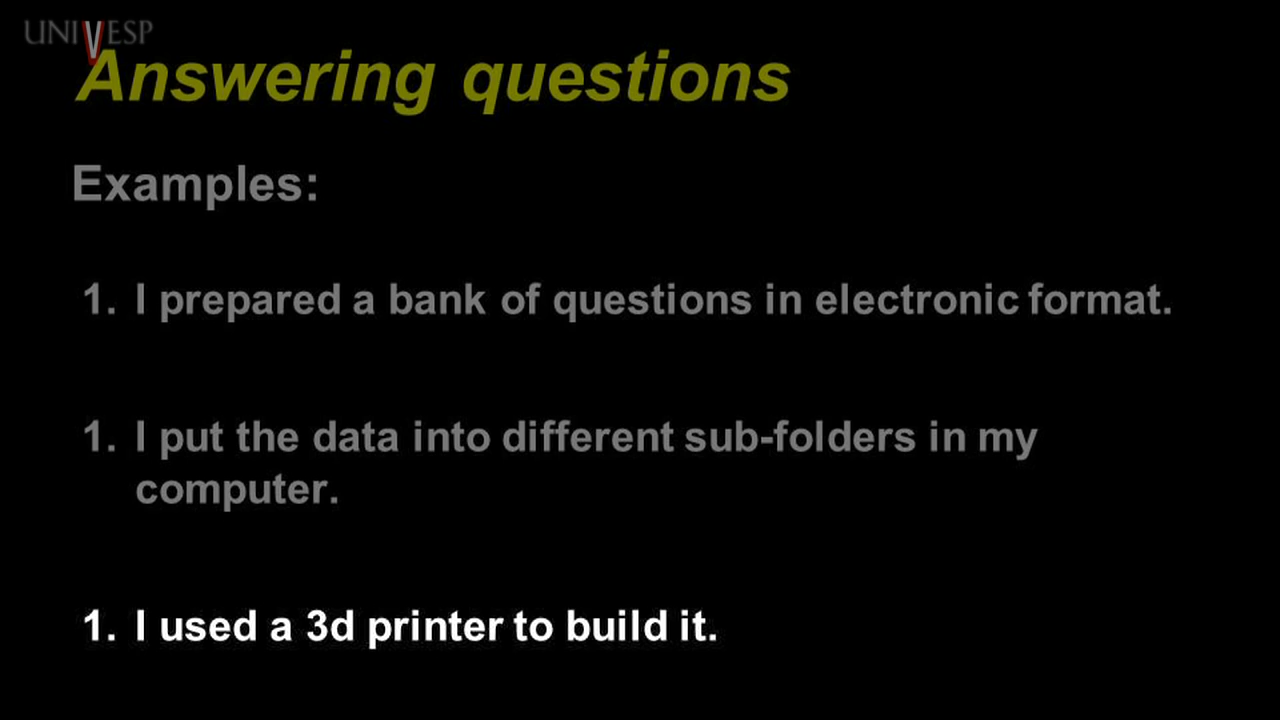 UNIVESP
Answering questions
Examples:
1. I prepared a bank of questions in electronic format.
1. I put the data into different sub-folders in my
computer.
1. I used a 3d printer to build it.